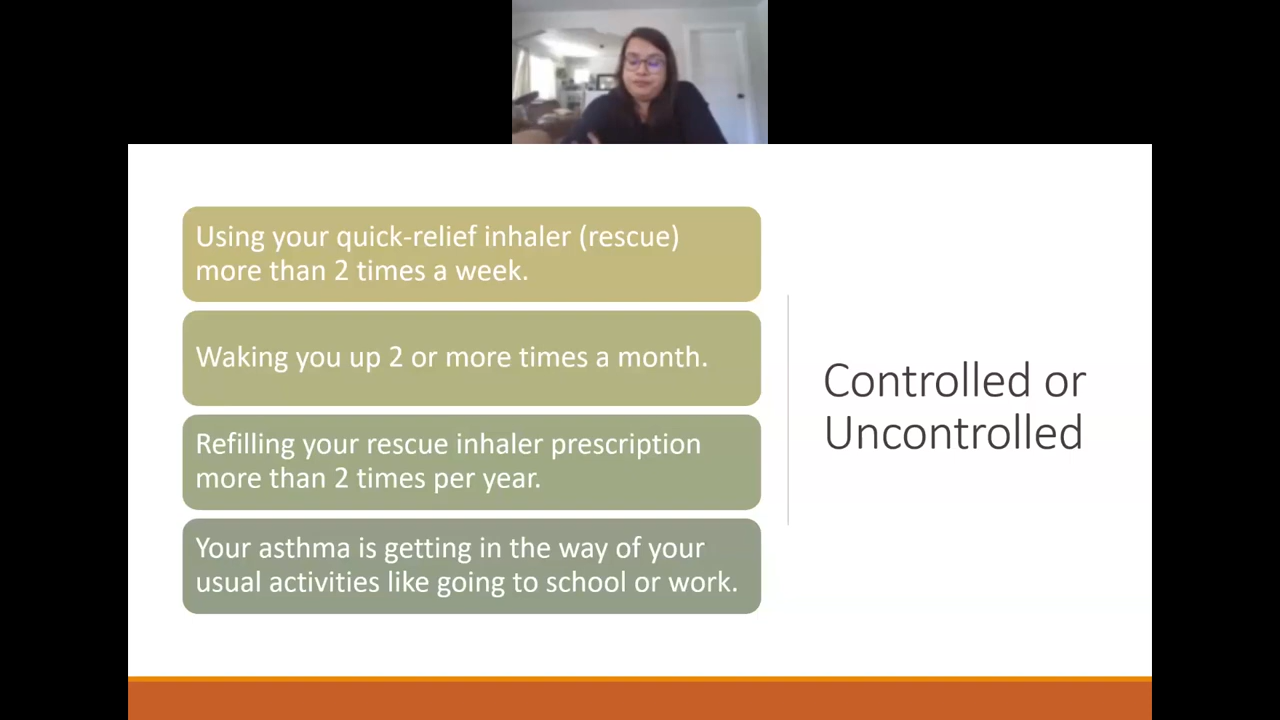 Using your quick-relief inhaler (rescue)
more than 2 times a week.
Waking you up 2 or more times a month.
Refilling your rescue inhaler prescription
more than 2 times per year.
Your asthma is getting in the way of your
usual activities like going to school or work.
Controlled or
Uncontrolled